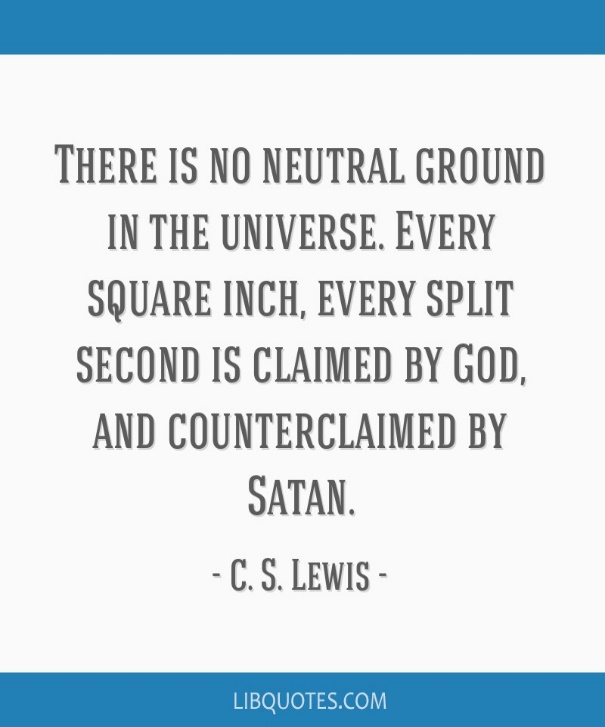 There is no neutral ground
in the universe. Every
square inch, every split
second is claimed by God,
and counterclaimed by
Satan.
- C. S. Lewis -
LIBQUOTES.COM